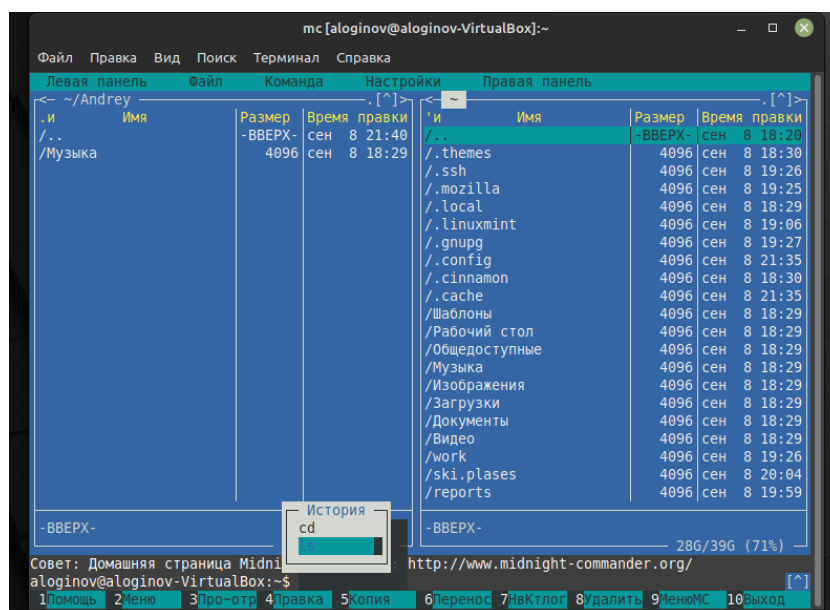 mc [aloginov@aloginov-VirtualBox]:~
Файл Правка Вид Поиск Терминал Справка
Левая панель Файл Команда Настройки Правая панель
<— ~/Andrey .[^]> <— ~ .[^]>
.и Имя Размер Время правки 'и Имя Размер Время правки
/.. -ВВЕРХ- сен 8 21:40 /.. -ВВЕРХ- сен 8 18:20
/Музыка 4096 сен 8 18:29 /.themes 4096 сен 8 18:30
/.ssh 4096 сен 8 19:26
/.mozilla 4096 сен 8 19:25
/.local 4096 сен 8 18:29
/.linuxmint 4096 сен 8 19:06
/.gnupg 4096 сен 8 19:27
/.config 4096 сен 8 21:35
/.cinnamon 4096 сен 8 18:30
/.cache 4096 сен 8 21:35
/Шаблоны 4096 сен 8 18:29
/Рабочий стол 4096 сен 8 18:29
/Общедоступные 4096 сен 8 18:29
/Музыка 4096 сен 8 18:29
/Изображения 4096 сен 8 18:29
/Загрузки 4096 сен 8 18:29
/Документы 4096 сен 8 18:29
/Видео 4096 сен 8 18:29
/work 4096 сен 8 19:26
/ski.plases 4096 сен 8 20:04
/reports 4096 сен 8 19:59
История
-ВВЕРХ- cd -ВВЕРХ-
ls 28G/39G (71%)
Совет: Домашняя страница Midni : http://www.midnight-commander.org/
aloginov@aloginov-VirtualBox:~$ [^]
1Помощь 2Меню 3Про~отр 4Правка 5Копия 6Перенос 7НвКтлог 8Удалить 9МенюМС 10Выход